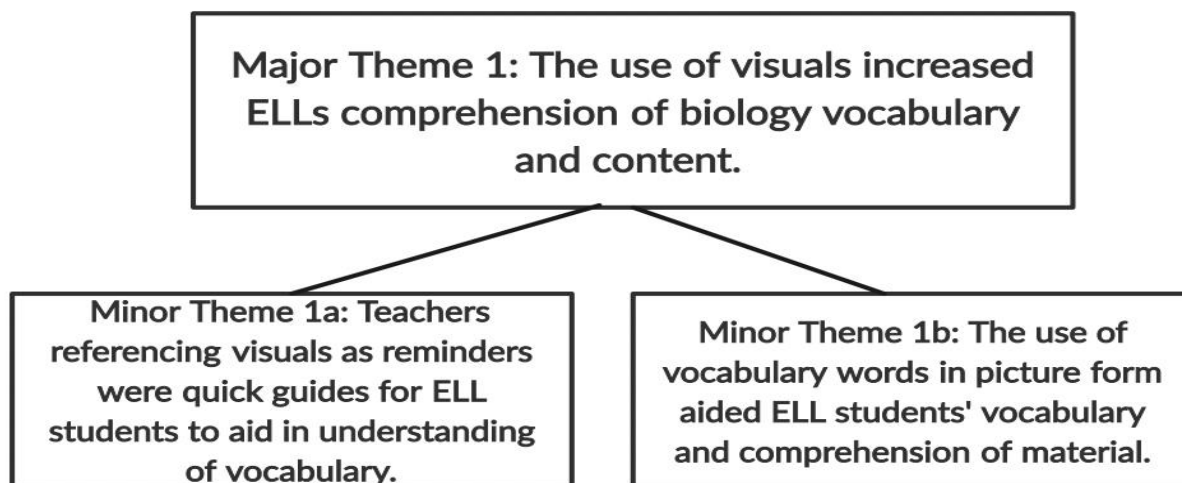 Major Theme 1: The use of visuals increased
ELLs comprehension of biology vocabulary
and content.
Minor Theme 1a: Teachers
referencing visuals as reminders
were quick guides for ELL
students to aid in understanding
of vocabulary.
Minor Theme 1b: The use of
vocabulary words in picture form
aided ELL students' vocabulary
and comprehension of material.